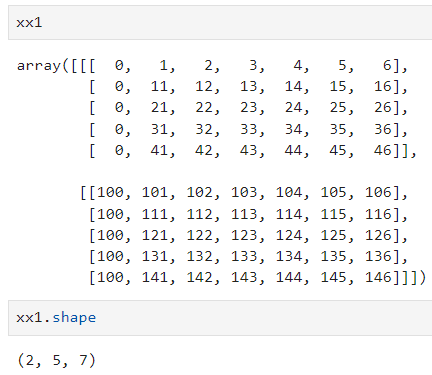 xx1
array([[[  0,   1,   2,   3,   4,   5,   6],
        [  0,  11,  12,  13,  14,  15,  16],
        [  0,  21,  22,  23,  24,  25,  26],
        [  0,  31,  32,  33,  34,  35,  36],
        [  0,  41,  42,  43,  44,  45,  46]],
       [[100, 101, 102, 103, 104, 105, 106],
        [100, 111, 112, 113, 114, 115, 116],
        [100, 121, 122, 123, 124, 125, 126],
        [100, 131, 132, 133, 134, 135, 136],
        [100, 141, 142, 143, 144, 145, 146]]])
xx1.shape
(2, 5, 7)